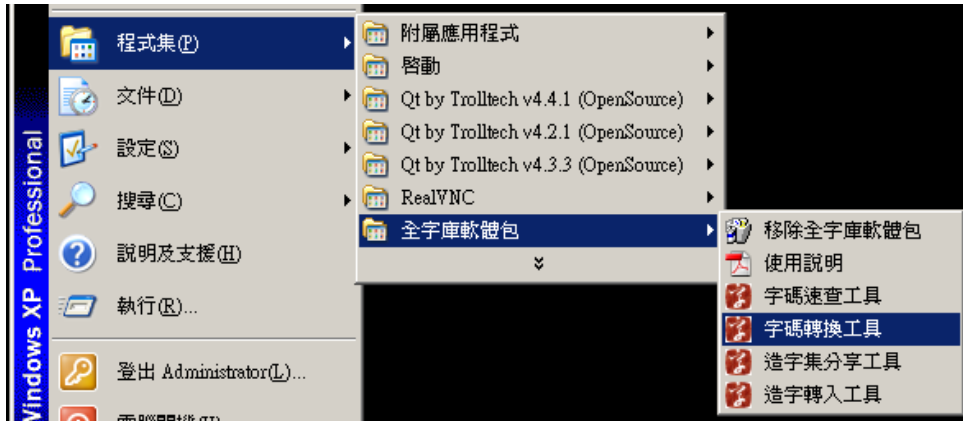 Windows XP Professional
程式集(P)
文件(D)
設定(S)
搜尋(C)
說明及支援(H)
執行(R)...
登出 Administrator(L)...
附屬應用程式
啟動
Qt by Trolltech v4.4.1 (OpenSource)
Qt by Trolltech v4.2.1 (OpenSource)
Qt by Trolltech v4.3.3 (OpenSource)
RealVNC
全字庫軟體包
移除全字庫軟體包
使用說明
字碼速查工具
字碼轉換工具
造字集分享工具
造字轉入工具